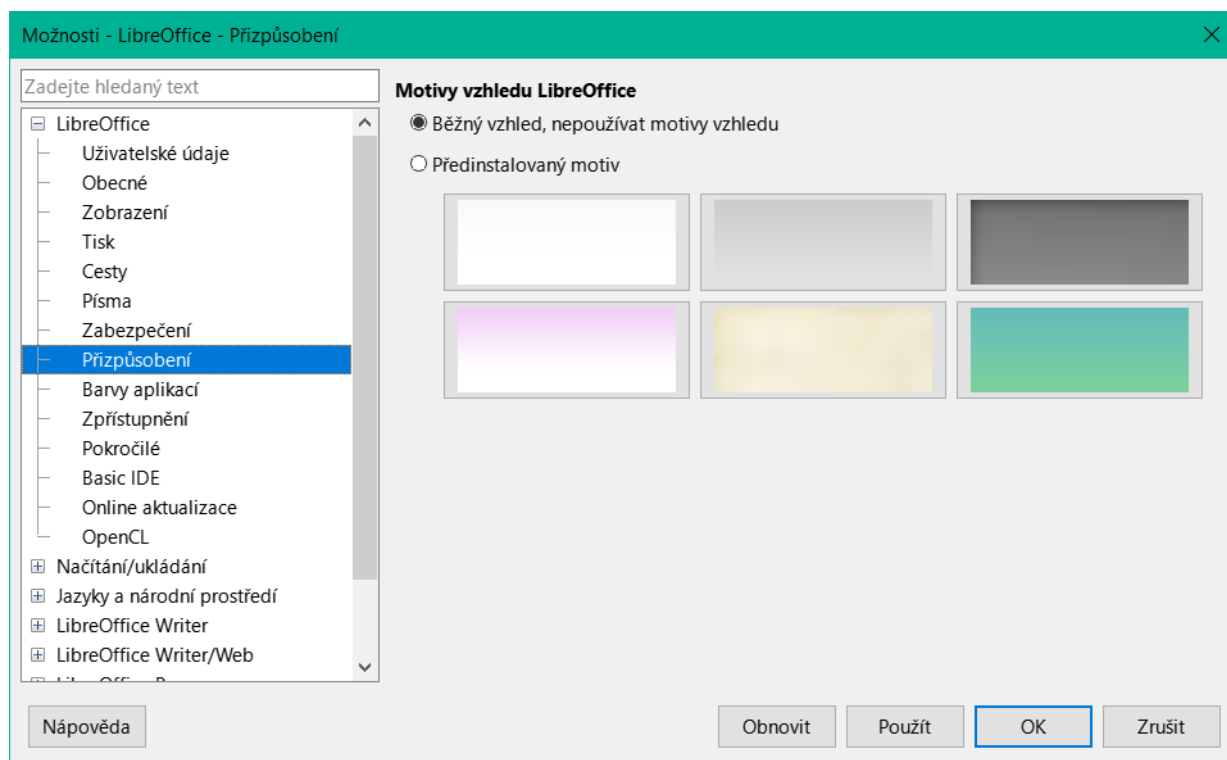 Možnosti - LibreOffice - Přizpůsobení
Zadejte hledaný text
LibreOffice
Uživatelské údaje
Obecné
Zobrazení
Tisk
Cesty
Písma
Zabezpečení
Přizpůsobení
Barvy aplikací
Zpřístupnění
Pokročilé
Basic IDE
Online aktualizace
OpenCL
Načítání/ukládání
Jazyky a národní prostředí
LibreOffice Writer
LibreOffice Writer/Web
Motivy vzhledu LibreOffice
Běžný vzhled, nepoužívat motivy vzhledu
Předinstalovaný motiv
Nápověda
Obnovit
Použít
OK
Zrušit